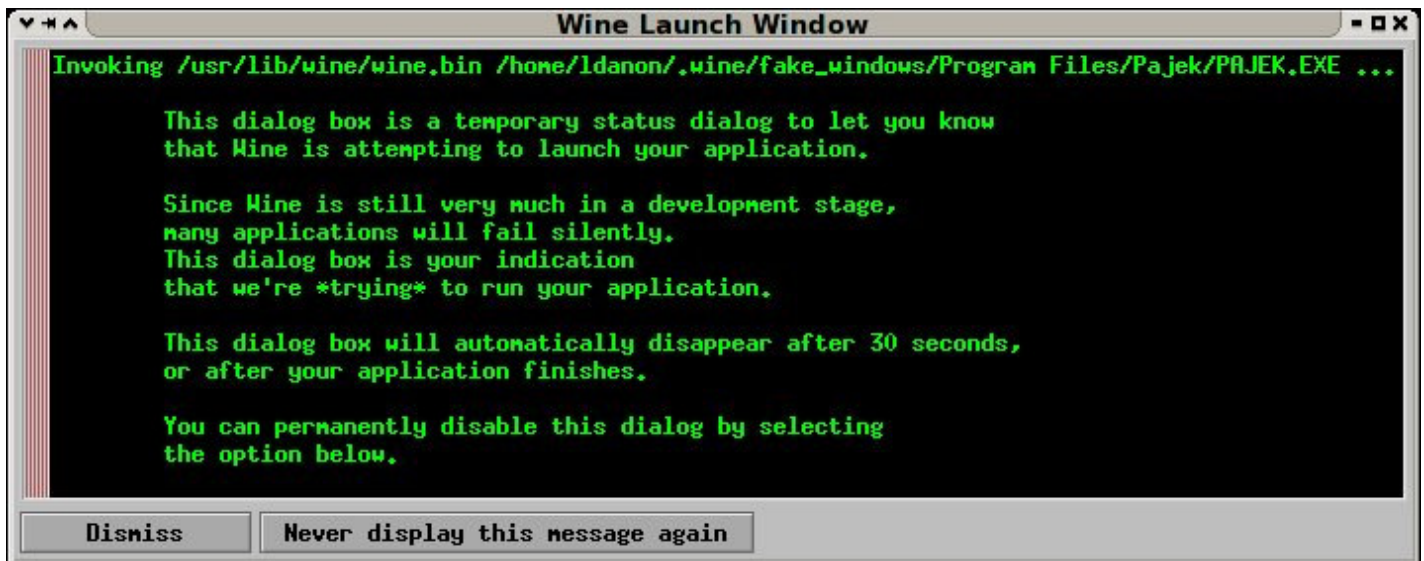 Wine Launch Window
Invoking /usr/lib/wine/wine.bin /home/ldanon/.wine/fake_windows/Program Files/Pajek/PAJEK.EXE ...
This dialog box is a temporary status dialog to let you know
that Wine is attempting to launch your application.
Since Wine is still very much in a development stage,
many applications will fail silently.
This dialog box is your indication
that we're *trying* to run your application.
This dialog box will automatically disappear after 30 seconds,
or after your application finishes.
You can permanently disable this dialog by selecting
the option below.
Dismiss Never display this message again